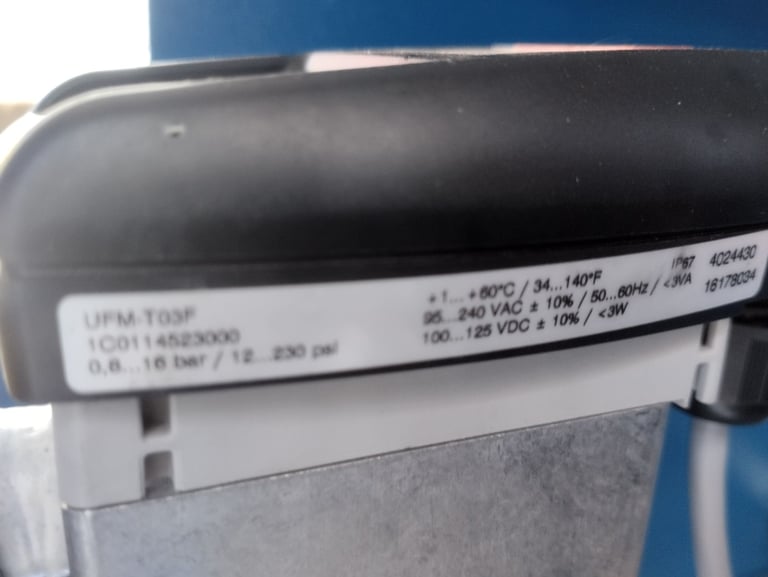 UFM-T03F
1C0114523000
0,8...16 bar / 12...230 psi
+1...+60°C / 34...140°F
95...240 VAC ± 10% / 50...60Hz / <3VA
100...125 VDC ± 10% / <3W
IP67 4024430
16178034